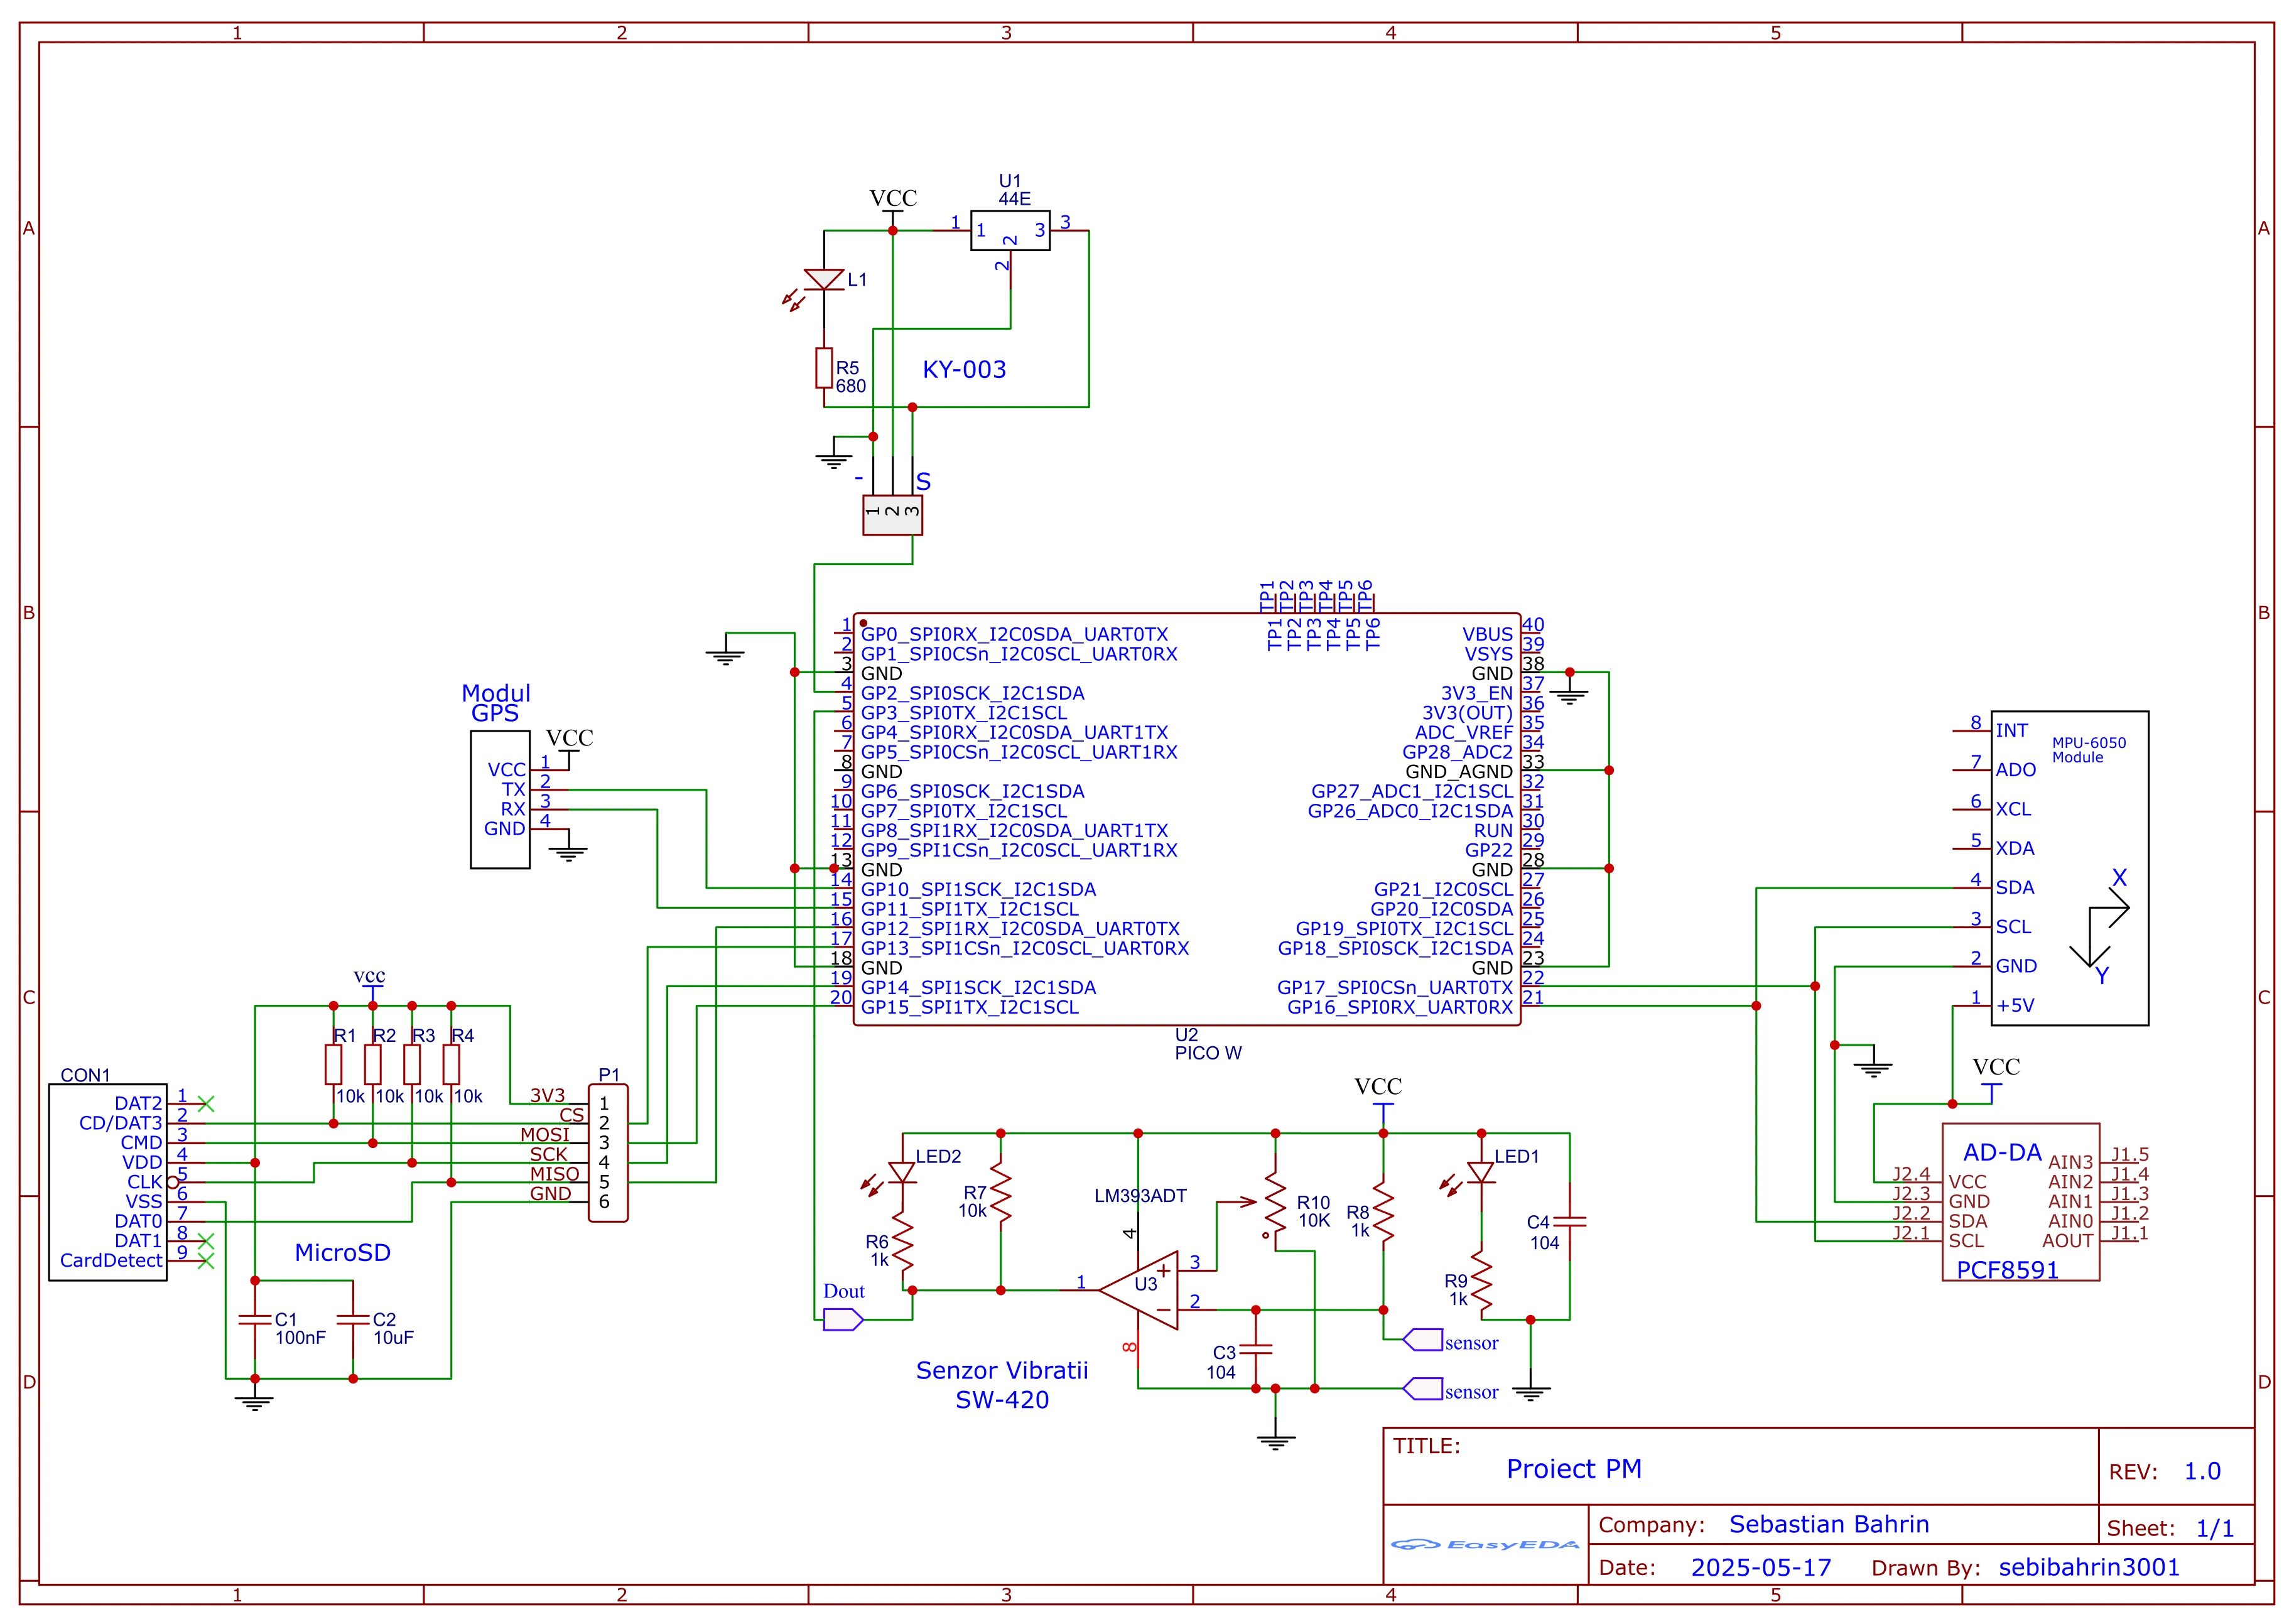 1 2 3 4 5
A A
B B
C C
D D
VCC
U1
44E
1 1 2 3 3
2
L1
R5
680
KY-003
- S
1 2 3
TP1 TP2 TP3 TP4 TP5 TP6
TP1 TP2 TP3 TP4 TP5 TP6
1 GP0_SPI0RX_I2C0SDA_UART0TX
2 GP1_SPI0CSn_I2C0SCL_UART0RX
3 GND
4 GP2_SPI0SCK_I2C1SDA
5 GP3_SPI0TX_I2C1SCL
6 GP4_SPI0RX_I2C0SDA_UART1TX
7 GP5_SPI0CSn_I2C0SCL_UART1RX
8 GND
9 GP6_SPI0SCK_I2C1SDA
10 GP7_SPI0TX_I2C1SCL
11 GP8_SPI1RX_I2C0SDA_UART1TX
12 GP9_SPI1CSn_I2C0SCL_UART1RX
13 GND
14 GP10_SPI1SCK_I2C1SDA
15 GP11_SPI1TX_I2C1SCL
16 GP12_SPI1RX_I2C0SDA_UART0TX
17 GP13_SPI1CSn_I2C0SCL_UART0RX
18 GND
19 GP14_SPI1SCK_I2C1SDA
20 GP15_SPI1TX_I2C1SCL
VBUS 40
VSYS 39
GND 38
3V3_EN 37
3V3(OUT) 36
ADC_VREF 35
GP28_ADC2 34
GND_AGND 33
GP27_ADC1_I2C1SCL 32
GP26_ADC0_I2C1SDA 31
RUN 30
GP22 29
GND 28
GP21_I2C0SCL 27
GP20_I2C0SDA 26
GP19_SPI0TX_I2C1SCL 25
GP18_SPI0SCK_I2C1SDA 24
GND 23
GP17_SPI0CSn_UART0TX 22
GP16_SPI0RX_UART0RX 21
U2
PICO W
Modul
GPS
VCC
VCC 1
TX 2
RX 3
GND 4
8 INT
7 ADO
6 XCL
5 XDA
4 SDA
3 SCL
2 GND
1 +5V
MPU-6050
Module
X
Y
vcc
R1 R2 R3 R4
10k 10k 10k 10k
CON1
DAT2 1
CD/DAT3 2
CMD 3
VDD 4
CLK 5
VSS 6
DAT0 7
DAT1 8
CardDetect 9
MicroSD
P1
3V3 1
CS 2
MOSI 3
SCK 4
MISO 5
GND 6
C1
100nF
C2
10uF
VCC
LED2
R6
1k
R7
10k
LM393ADT
4
U3
1
3
2
8
+
−
R10
10K
R8
1k
LED1
R9
1k
C4
104
C3
104
Dout
sensor
sensor
Senzor Vibratii
SW-420
VCC
AD-DA
J2.4 VCC
J2.3 GND
J2.2 SDA
J2.1 SCL
AIN3 J1.5
AIN2 J1.4
AIN1 J1.3
AIN0 J1.2
AOUT J1.1
PCF8591
TITLE:
Proiect PM
REV: 1.0
EasyEDA
Company: Sebastian Bahrin
Sheet: 1/1
Date: 2025-05-17 Drawn By: sebibahrin3001
1 2 3 4 5